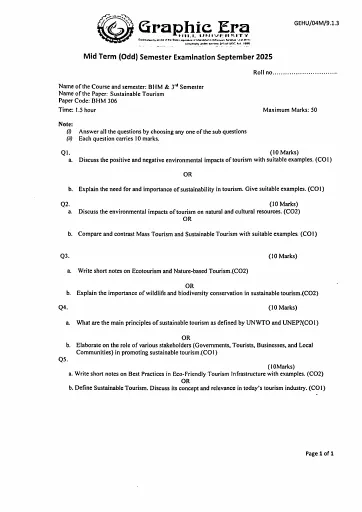 GEHU/04M/9.1.3
Graphic Era
HILL UNIVERSITY
Mid Term (Odd) Semester Examination September 2025
Roll no..............................
Name of the Course and semester: BHM & 3rd Semester
Name of the Paper: Sustainable Tourism
Paper Code: BHM 306
Time: 1.5 hour Maximum Marks: 50
Note:
(i) Answer all the questions by choosing any one of the sub questions
(ii) Each question carries 10 marks.
Q1. (10 Marks)
a. Discuss the positive and negative environmental impacts of tourism with suitable examples. (CO1)
OR
b. Explain the need for and importance of sustainability in tourism. Give suitable examples. (CO1)
Q2. (10 Marks)
a. Discuss the environmental impacts of tourism on natural and cultural resources. (CO2)
OR
b. Compare and contrast Mass Tourism and Sustainable Tourism with suitable examples. (CO1)
Q3. (10 Marks)
a. Write short notes on Ecotourism and Nature-based Tourism.(CO2)
OR
b. Explain the importance of wildlife and biodiversity conservation in sustainable tourism.(CO2)
Q4. (10 Marks)
a. What are the main principles of sustainable tourism as defined by UNWTO and UNEP?(CO1)
OR
b. Elaborate on the role of various stakeholders (Governments, Tourists, Businesses, and Local
Communities) in promoting sustainable tourism.(CO1)
Q5.
(10Marks)
a. Write short notes on Best Practices in Eco-Friendly Tourism Infrastructure with examples. (CO2)
OR
b. Define Sustainable Tourism. Discuss its concept and relevance in today's tourism industry. (CO1)
Page 1 of 1